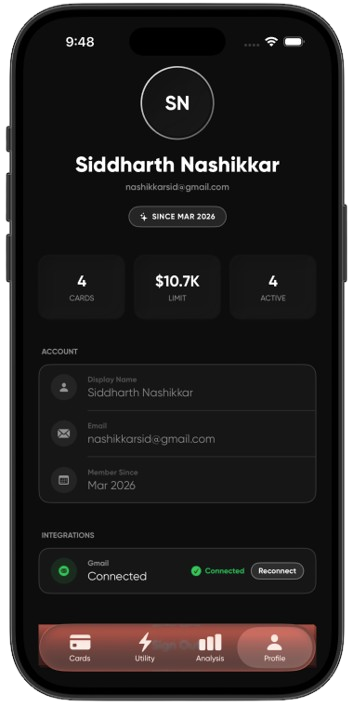 9:48
SN
Siddharth Nashikkar
nashikkarsid@gmail.com
SINCE MAR 2026
4 $10.7K 4
CARDS LIMIT ACTIVE
ACCOUNT
Display Name
Siddharth Nashikkar
Email
nashikkarsid@gmail.com
Member Since
Mar 2026
INTEGRATIONS
Gmail
Connected
Connected Reconnect
Sign Out
Cards Utility Analysis Profile